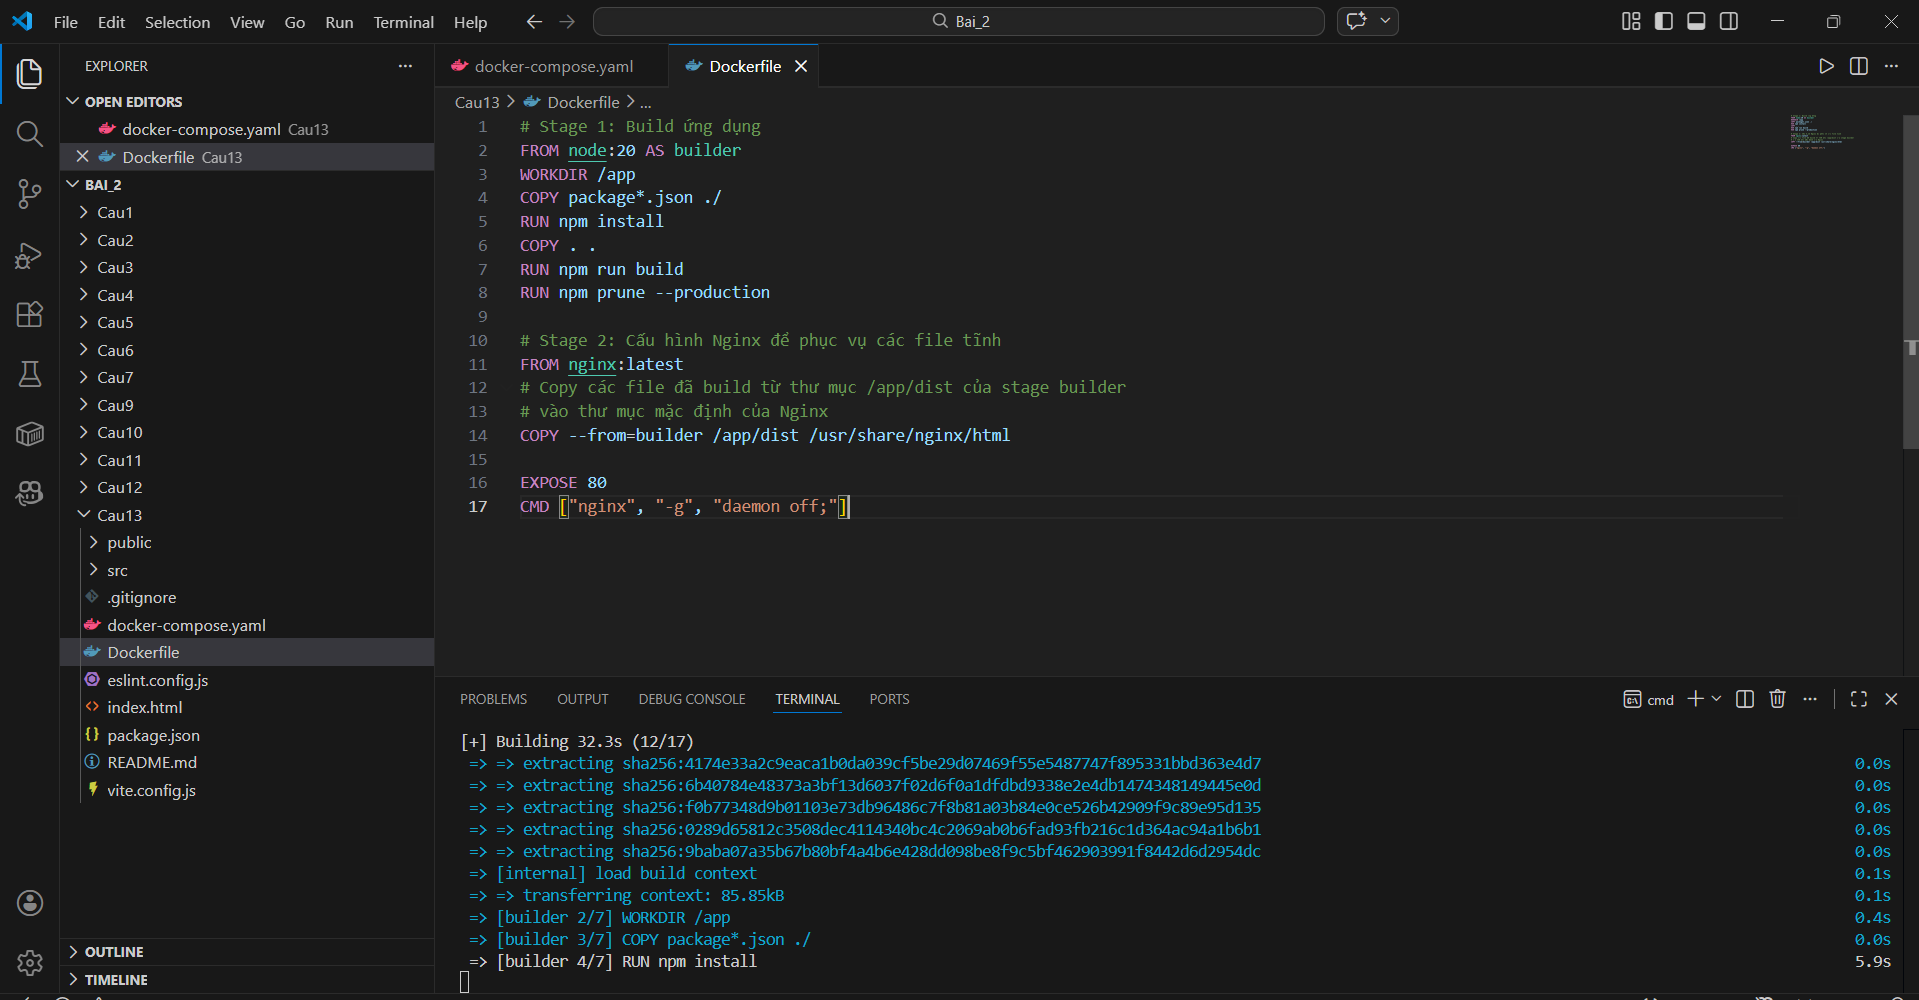 File Edit Selection View Go Run Terminal Help
Bai_2
EXPLORER
OPEN EDITORS
docker-compose.yaml Cau13
Dockerfile Cau13
BAI_2
Cau1
Cau2
Cau3
Cau4
Cau5
Cau6
Cau7
Cau9
Cau10
Cau11
Cau12
Cau13
public
src
.gitignore
docker-compose.yaml
Dockerfile
eslint.config.js
index.html
package.json
README.md
vite.config.js
OUTLINE
TIMELINE
docker-compose.yaml
Dockerfile
Cau13 > Dockerfile > ...
1 # Stage 1: Build ứng dụng
2 FROM node:20 AS builder
3 WORKDIR /app
4 COPY package*.json ./
5 RUN npm install
6 COPY . .
7 RUN npm run build
8 RUN npm prune --production
9
10 # Stage 2: Cấu hình Nginx để phục vụ các file tĩnh
11 FROM nginx:latest
12 # Copy các file đã build từ thư mục /app/dist của stage builder
13 # vào thư mục mặc định của Nginx
14 COPY --from=builder /app/dist /usr/share/nginx/html
15
16 EXPOSE 80
17 CMD ["nginx", "-g", "daemon off;"]
PROBLEMS OUTPUT DEBUG CONSOLE TERMINAL PORTS
cmd
[+] Building 32.3s (12/17)
=> => extracting sha256:4174e33a2c9eaca1b0da039cf5be29d07469f55e5487747f895331bbd363e4d7 0.0s
=> => extracting sha256:6b40784e48373a3bf13d6037f02d6f0a1dfdbd9338e2e4db1474348149445e0d 0.0s
=> => extracting sha256:f0b77348d9b01103e73db96486c7f8b81a03b84e0ce526b42909f9c89e95d135 0.0s
=> => extracting sha256:0289d65812c3508dec4114340bc4c2069ab0b6fad93fb216c1d364ac94a1b6b1 0.0s
=> => extracting sha256:9baba07a35b67b80bf4a4b6e428dd098be8f9c5bf462903991f8442d6d2954dc 0.0s
=> [internal] load build context 0.1s
=> => transferring context: 85.85kB 0.1s
=> [builder 2/7] WORKDIR /app 0.4s
=> [builder 3/7] COPY package*.json ./ 0.0s
=> [builder 4/7] RUN npm install 5.9s